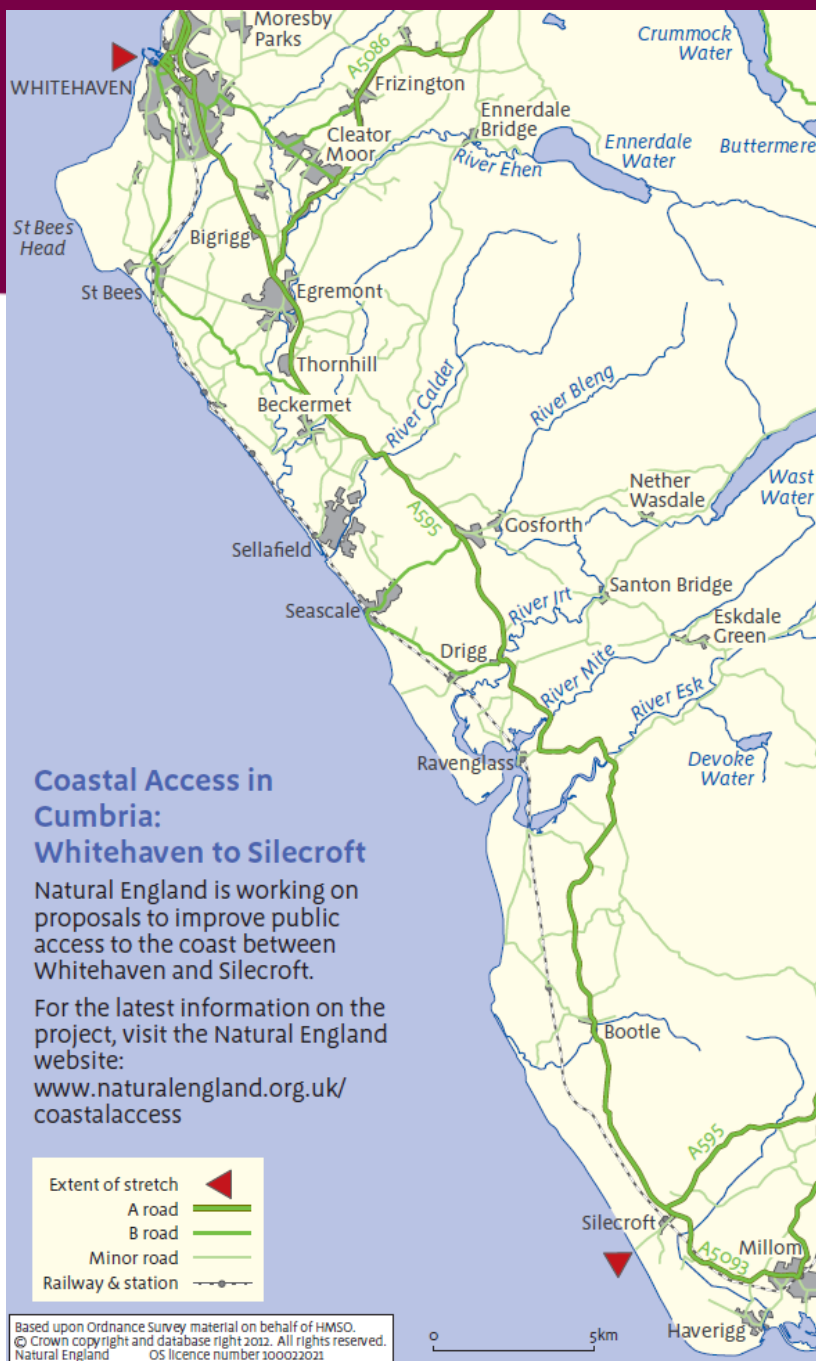 Moresby
Parks
Crummock
Water
A5086
WHITEHAVEN
Frizington
Ennerdale
Bridge
Cleator
Moor
Ennerdale
Water
Buttermere
River Ehen
St Bees
Head
Bigrigg
St Bees
Egremont
Thornhill
River Calder
River Bleng
Beckermet
Nether
Wasdale
Wast
Water
A595
Gosforth
Sellafield
Santon Bridge
Seascale
River Irt
Eskdale
Green
Drigg
River Mite
River Esk
Ravenglass
Devoke
Water
Coastal Access in
Cumbria:
Whitehaven to Silecroft
Natural England is working on
proposals to improve public
access to the coast between
Whitehaven and Silecroft.
For the latest information on the
project, visit the Natural England
website:
www.naturalengland.org.uk/
coastalaccess
Bootle
A595
Extent of stretch
A road
B road
Minor road
Railway & station
Silecroft
A5093
Millom
Haverigg
0 5km
Based upon Ordnance Survey material on behalf of HMSO.
© Crown copyright and database right 2012. All rights reserved.
Natural England OS licence number 100022021